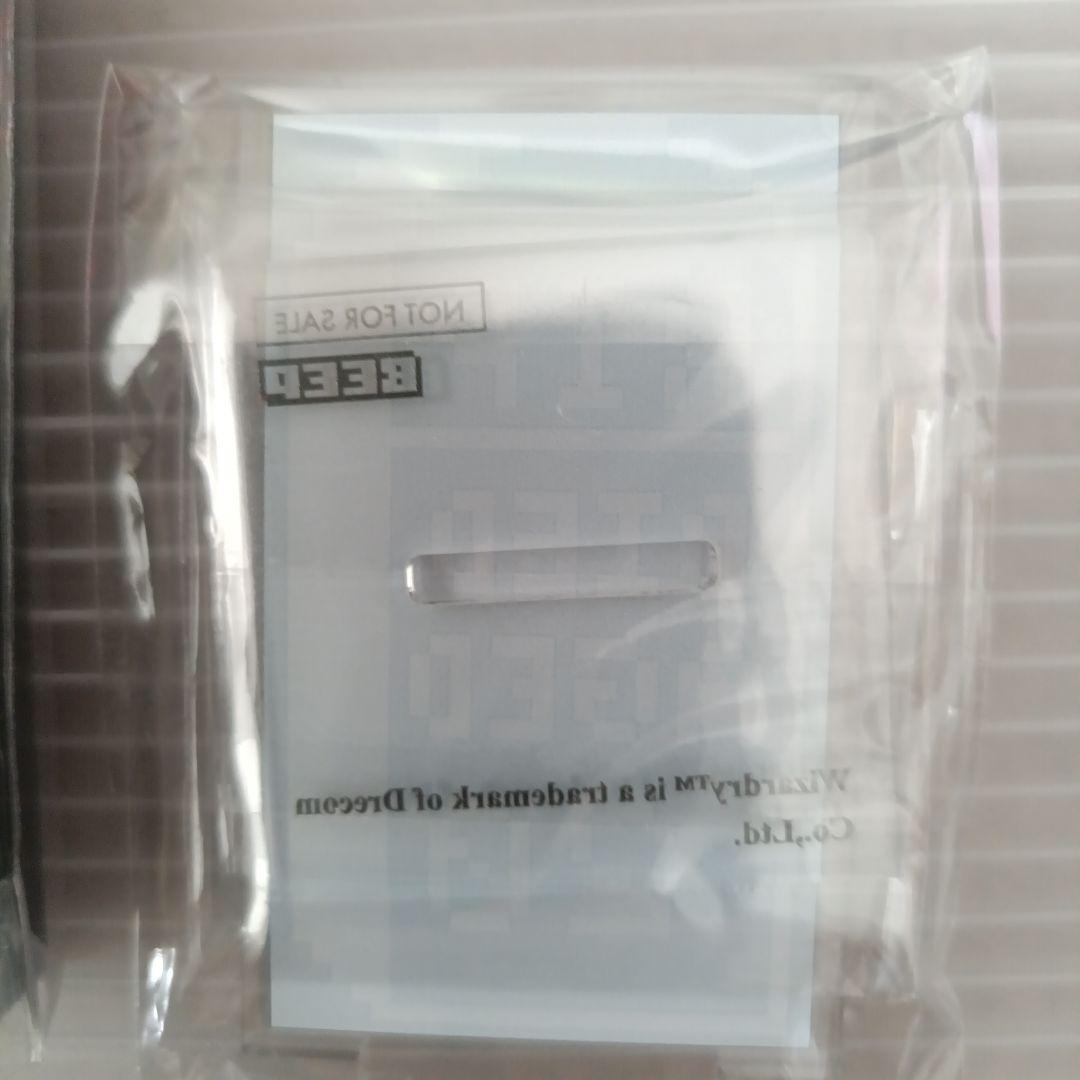 NOT FOR SALE
BEEP
Wizardry™ is a trademark of Drecom
Co.,Ltd.